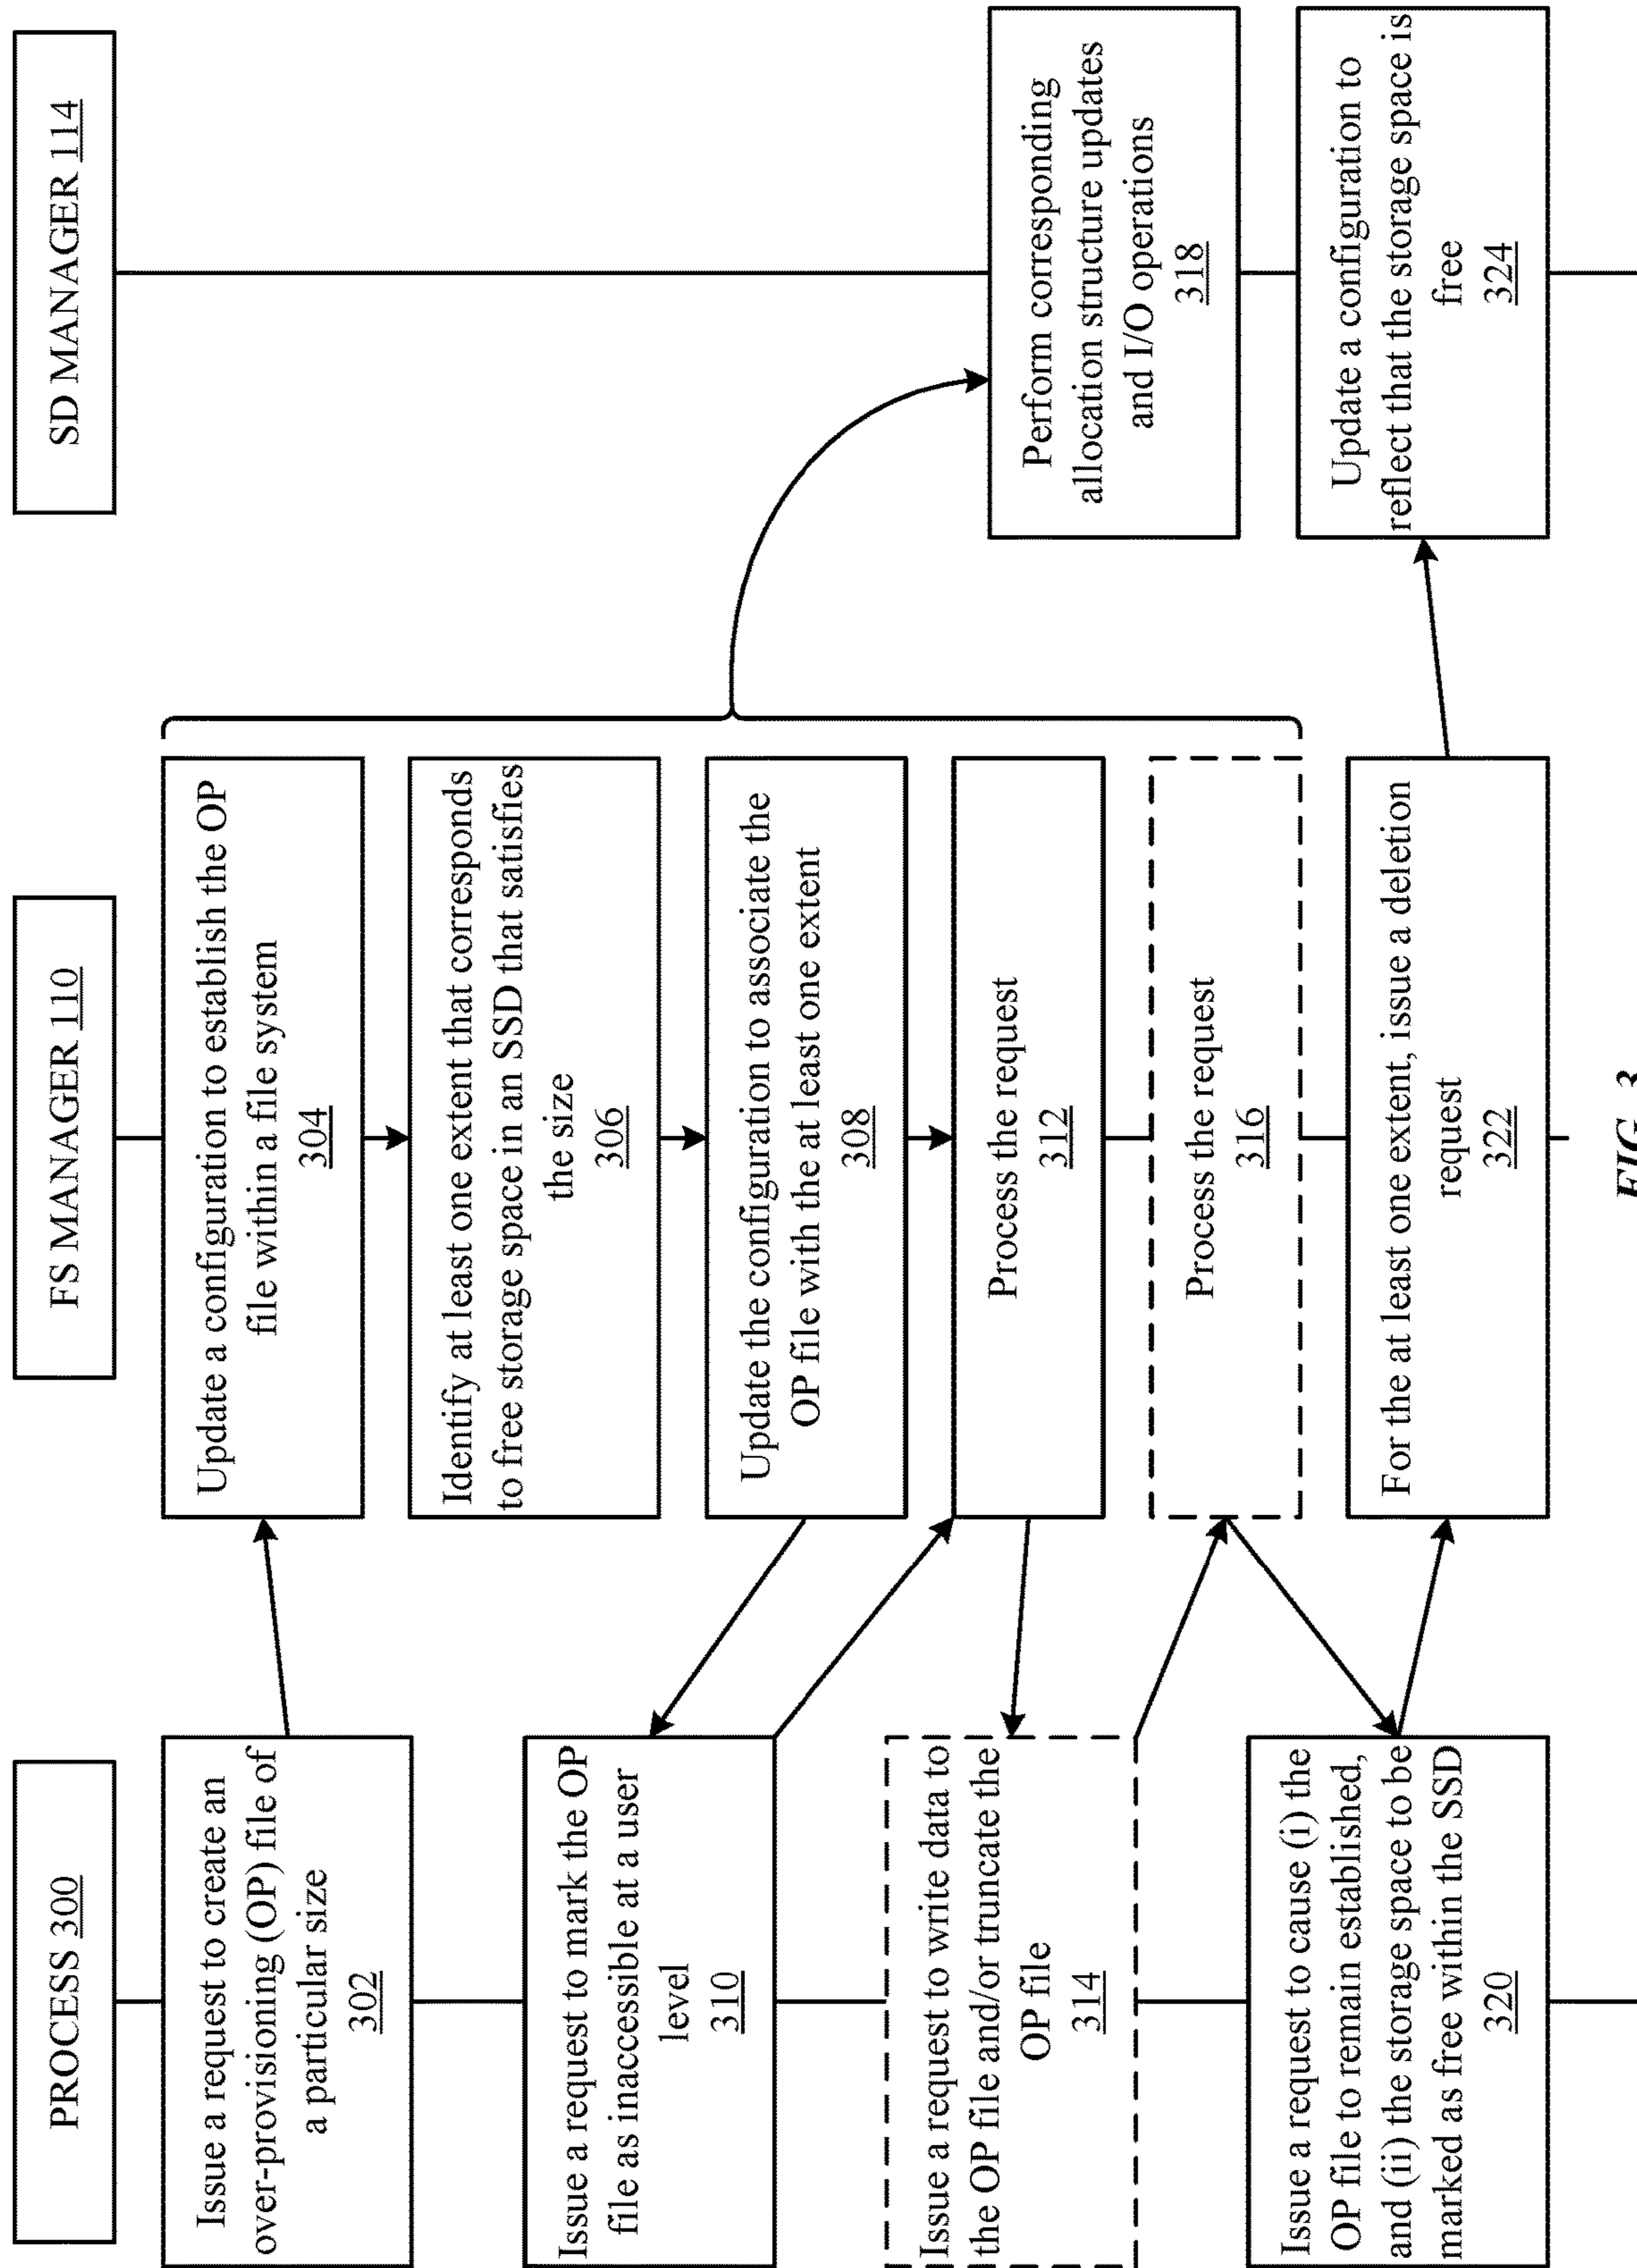 PROCESS 300
Issue a request to create an
over-provisioning (OP) file of
a particular size
302
Issue a request to mark the OP
file as inaccessible at a user
level
310
Issue a request to write data to
the OP file and/or truncate the
OP file
314
Issue a request to cause (i) the
OP file to remain established,
and (ii) the storage space to be
marked as free within the SSD
320
FS MANAGER 110
Update a configuration to establish the OP
file within a file system
304
Identify at least one extent that corresponds
to free storage space in an SSD that satisfies
the size
306
Update the configuration to associate the
OP file with the at least one extent
308
Process the request
312
Process the request
316
For the at least one extent, issue a deletion
request
322
SD MANAGER 114
Perform corresponding
allocation structure updates
and I/O operations
318
Update a configuration to
reflect that the storage space is
free
324
FIG. 3